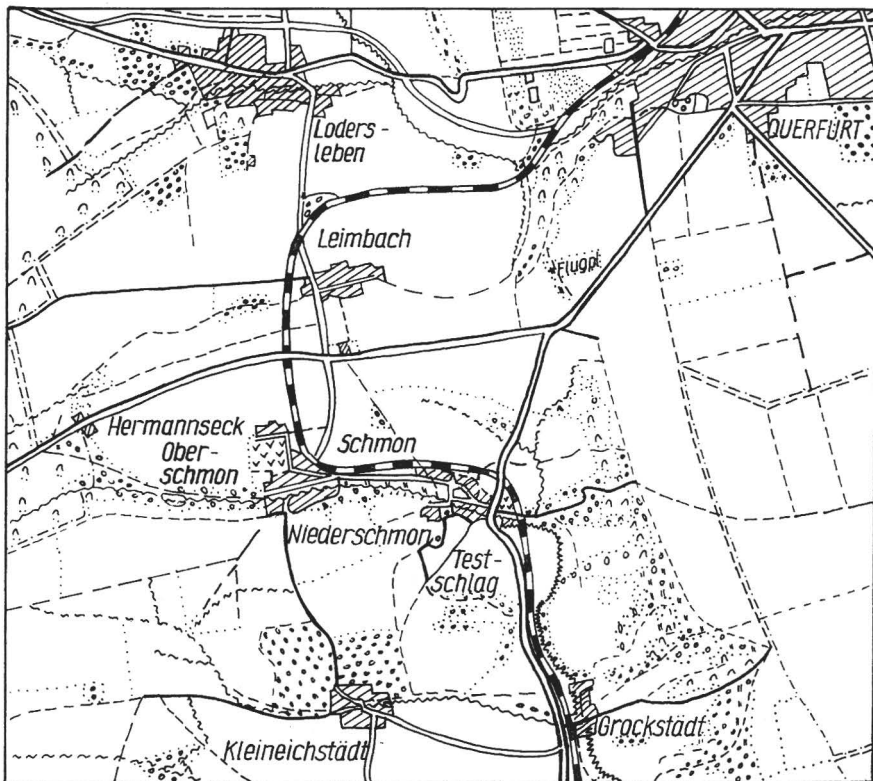 QUERFURT
Loders-
leben
Leimbach
Flugpl.
Hermannseck
Ober-
schmon
Schmon
Niederschmon
Test-
schlag
Grockstädt
Kleineichstädt